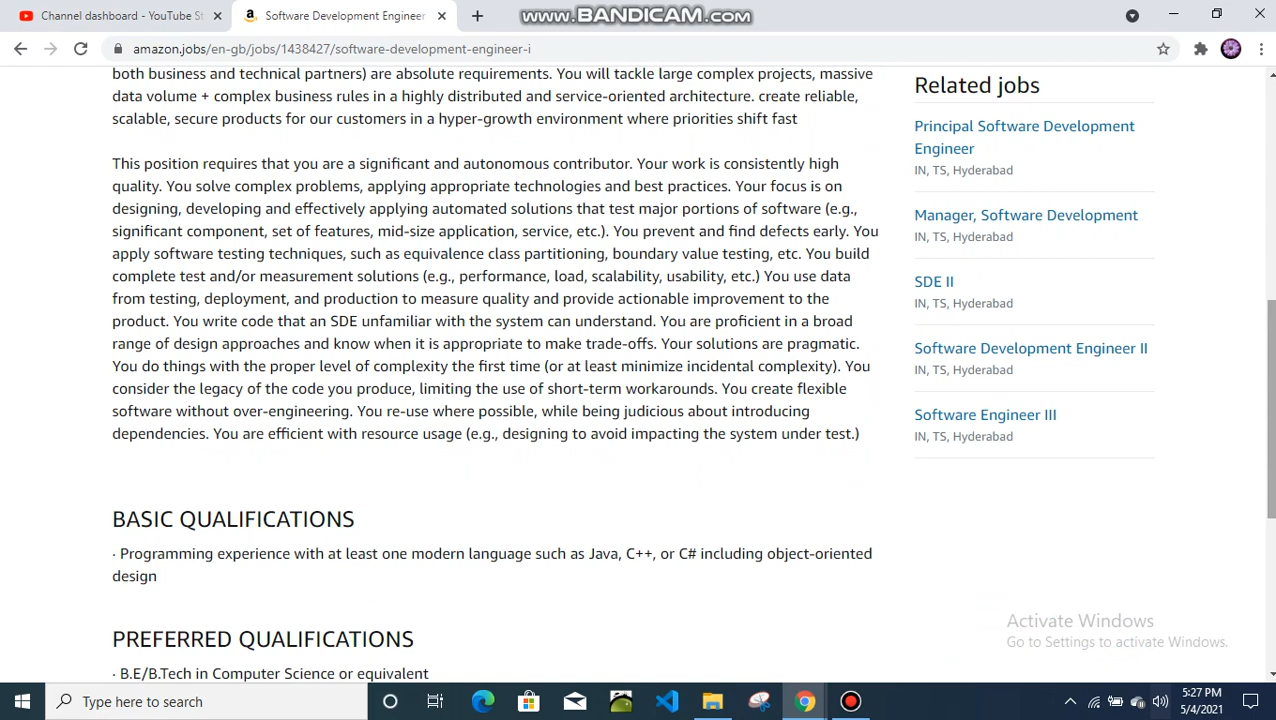 Channel dashboard - YouTube St
Software Development Engineer
www.BANDICAM.com
amazon.jobs/en-gb/jobs/1438427/software-development-engineer-i
both business and technical partners) are absolute requirements. You will tackle large complex projects, massive
data volume + complex business rules in a highly distributed and service-oriented architecture. create reliable,
scalable, secure products for our customers in a hyper-growth environment where priorities shift fast
This position requires that you are a significant and autonomous contributor. Your work is consistently high
quality. You solve complex problems, applying appropriate technologies and best practices. Your focus is on
designing, developing and effectively applying automated solutions that test major portions of software (e.g.,
significant component, set of features, mid-size application, service, etc.). You prevent and find defects early. You
apply software testing techniques, such as equivalence class partitioning, boundary value testing, etc. You build
complete test and/or measurement solutions (e.g., performance, load, scalability, usability, etc.) You use data
from testing, deployment, and production to measure quality and provide actionable improvement to the
product. You write code that an SDE unfamiliar with the system can understand. You are proficient in a broad
range of design approaches and know when it is appropriate to make trade-offs. Your solutions are pragmatic.
You do things with the proper level of complexity the first time (or at least minimize incidental complexity). You
consider the legacy of the code you produce, limiting the use of short-term workarounds. You create flexible
software without over-engineering. You re-use where possible, while being judicious about introducing
dependencies. You are efficient with resource usage (e.g., designing to avoid impacting the system under test.)
BASIC QUALIFICATIONS
· Programming experience with at least one modern language such as Java, C++, or C# including object-oriented
design
PREFERRED QUALIFICATIONS
· B.E/B.Tech in Computer Science or equivalent
Related jobs
Principal Software Development
Engineer
IN, TS, Hyderabad
Manager, Software Development
IN, TS, Hyderabad
SDE II
IN, TS, Hyderabad
Software Development Engineer II
IN, TS, Hyderabad
Software Engineer III
IN, TS, Hyderabad
Activate Windows
Go to Settings to activate Windows.
Type here to search
5:27 PM
5/4/2021